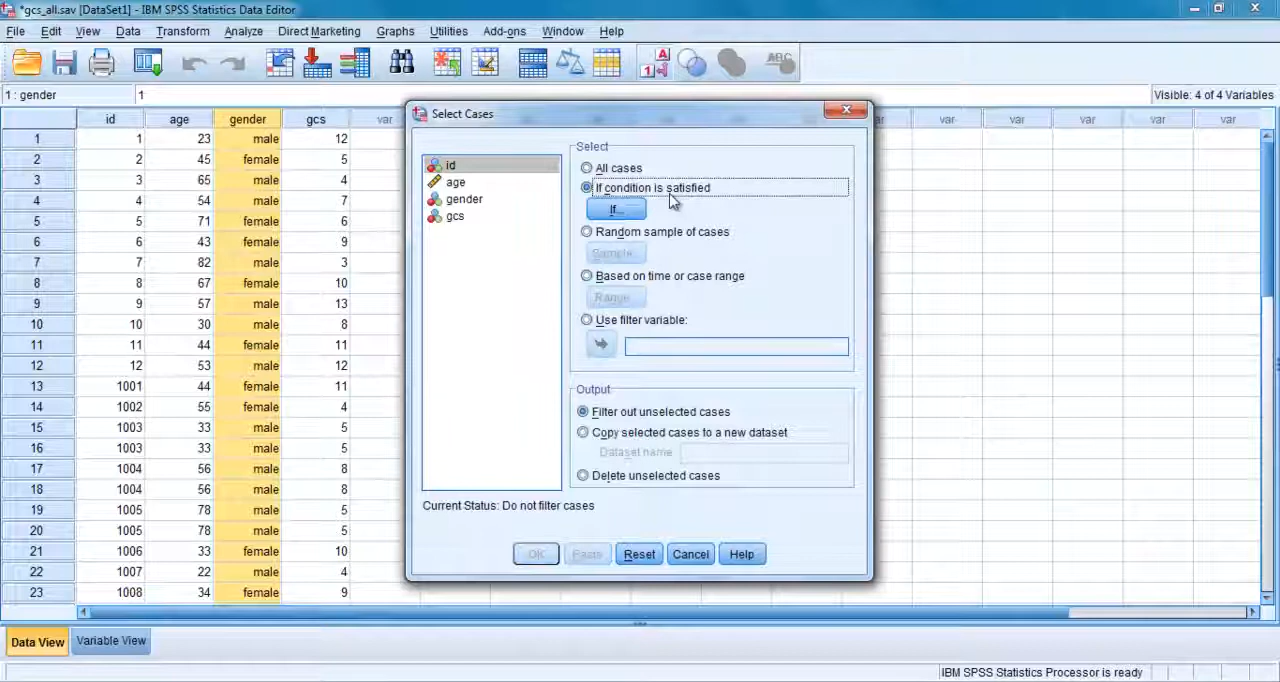 *gcs_all.sav [DataSet1] - IBM SPSS Statistics Data Editor
File Edit View Data Transform Analyze Direct Marketing Graphs Utilities Add-ons Window Help
1 : gender 1 Visible: 4 of 4 Variables
id age gender gcs var var var var var var
1 1 23 male 12
2 2 45 female 5
3 3 65 male 4
4 4 54 male 7
5 5 71 female 6
6 6 43 female 9
7 7 82 male 3
8 8 67 female 10
9 9 57 male 13
10 10 30 male 8
11 11 44 female 11
12 12 53 male 12
13 1001 44 female 11
14 1002 55 female 4
15 1003 33 male 5
16 1003 33 male 5
17 1004 56 male 8
18 1004 56 male 8
19 1005 78 male 5
20 1005 78 male 5
21 1006 33 female 10
22 1007 22 male 4
23 1008 34 female 9
Select Cases
id
age
gender
gcs
Select
All cases
If condition is satisfied
If...
Random sample of cases
Sample...
Based on time or case range
Range...
Use filter variable:
Output
Filter out unselected cases
Copy selected cases to a new dataset
Dataset name
Delete unselected cases
Current Status: Do not filter cases
OK Paste Reset Cancel Help
Data View Variable View
IBM SPSS Statistics Processor is ready